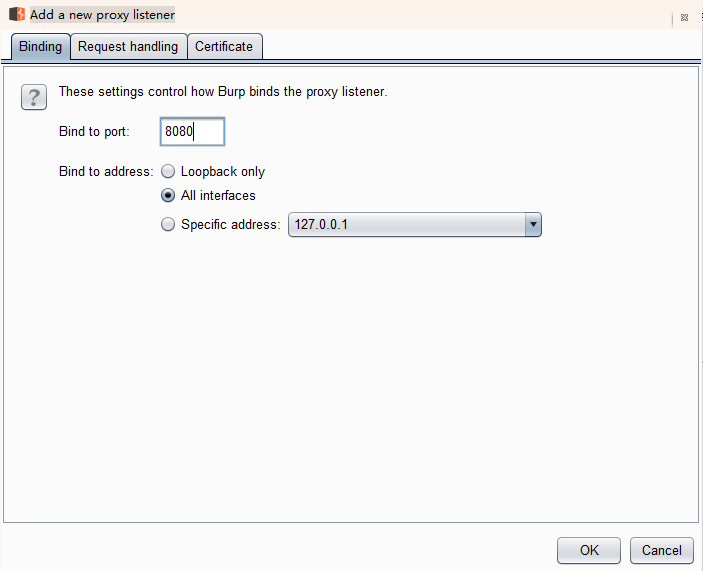 Add a new proxy listener
Binding Request handling Certificate
? These settings control how Burp binds the proxy listener.
Bind to port: 8080
Bind to address: Loopback only
All interfaces
Specific address: 127.0.0.1
OK Cancel